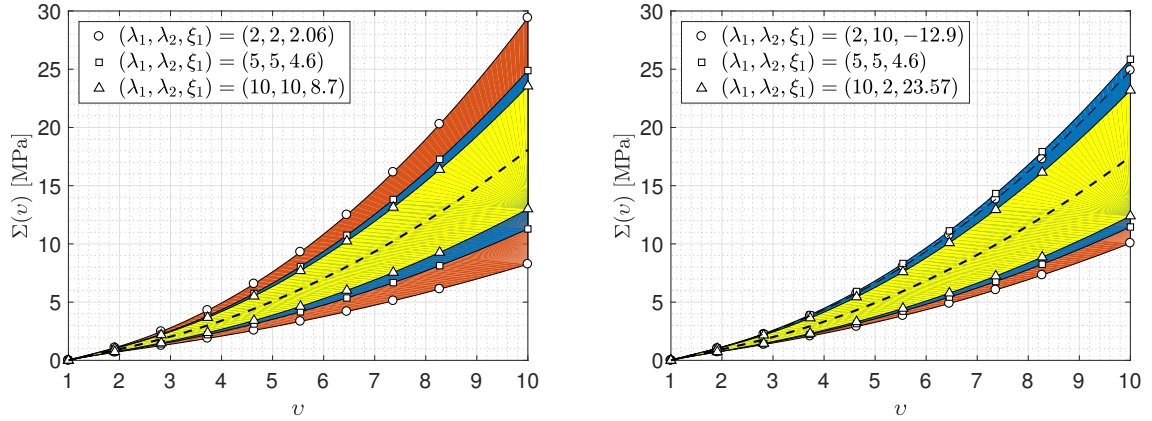 30
25
20
15
10
5
0
Σ(υ) [MPa]
(λ₁, λ₂, ξ₁) = (2, 2, 2.06)
(λ₁, λ₂, ξ₁) = (5, 5, 4.6)
(λ₁, λ₂, ξ₁) = (10, 10, 8.7)
1 2 3 4 5 6 7 8 9 10
υ
30
25
20
15
10
5
0
Σ(υ) [MPa]
(λ₁, λ₂, ξ₁) = (2, 10, −12.9)
(λ₁, λ₂, ξ₁) = (5, 5, 4.6)
(λ₁, λ₂, ξ₁) = (10, 2, 23.57)
1 2 3 4 5 6 7 8 9 10
υ